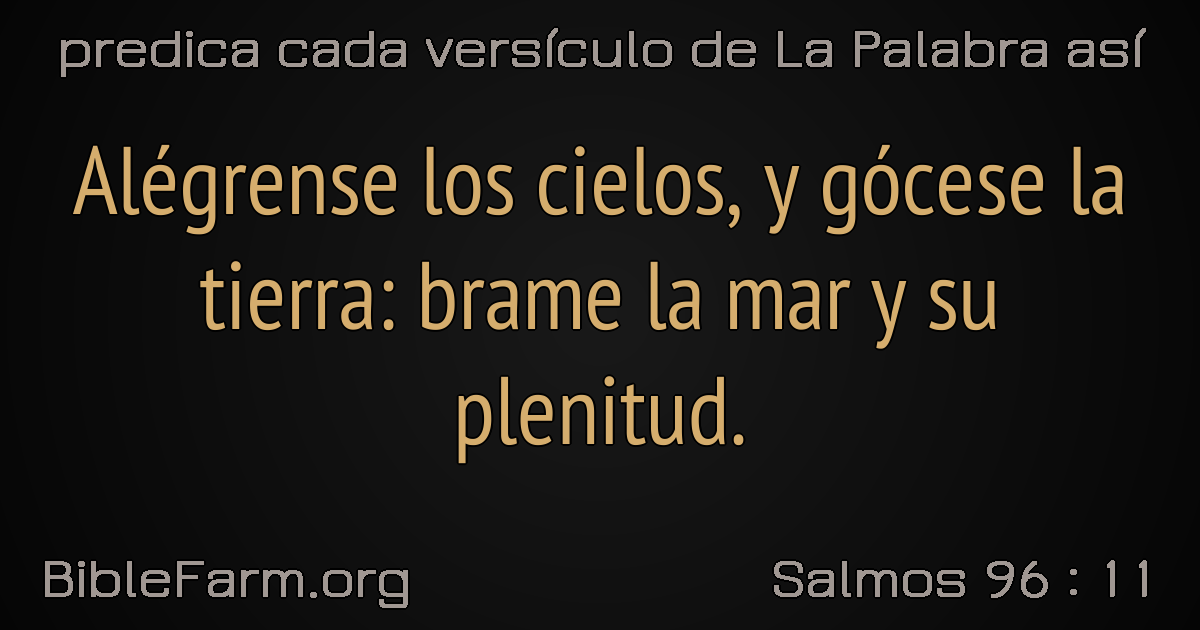 predica cada versículo de La Palabra así
Alégrense los cielos, y gócese la
tierra: brame la mar y su
plenitud.
BibleFarm.org
Salmos 96 : 11